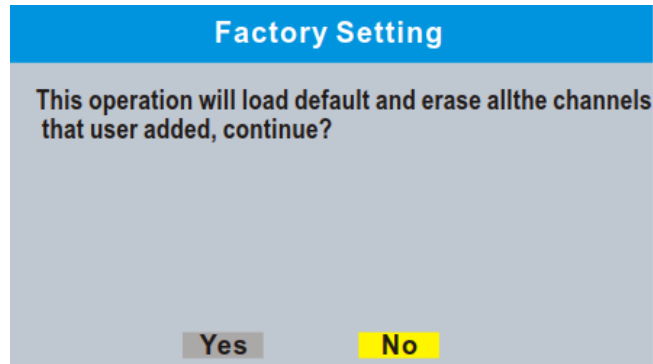 Factory Setting
This operation will load default and erase allthe channels
that user added, continue?
Yes No